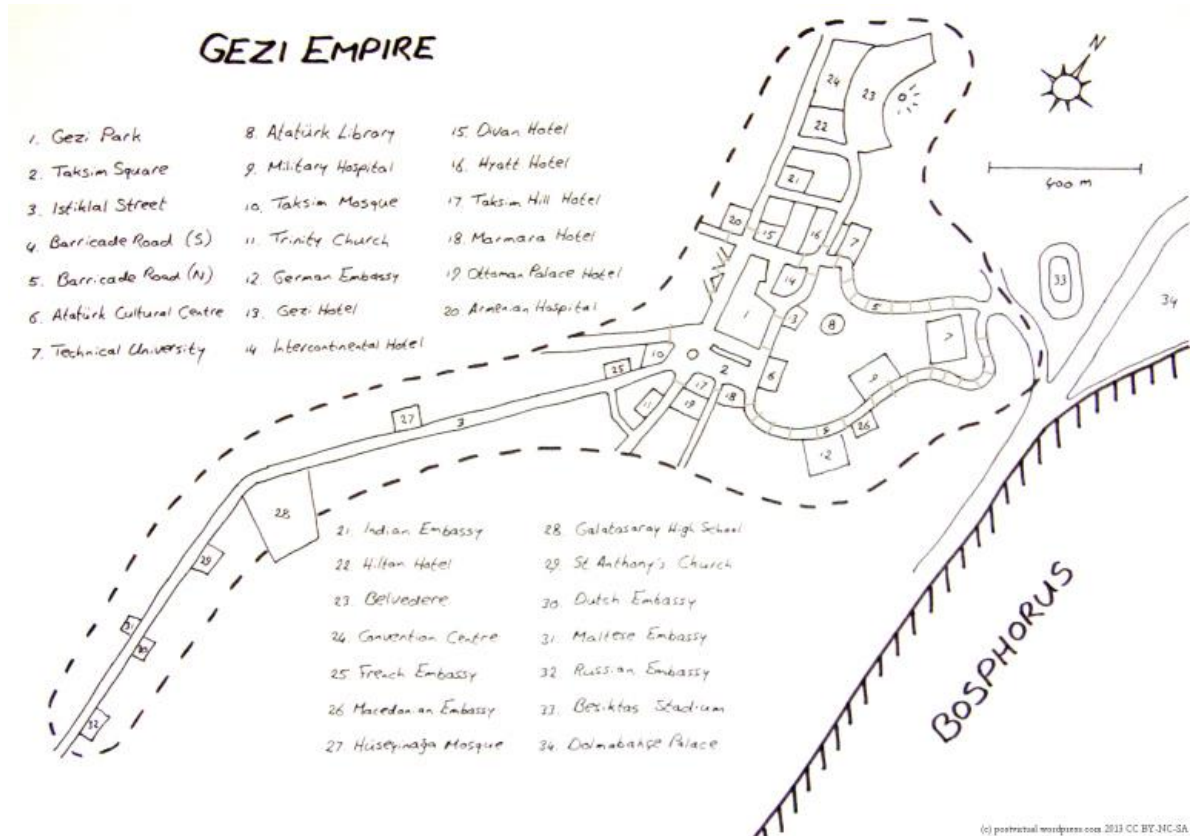 GEZI EMPIRE
1. Gezi Park
2. Taksim Square
3. Istiklal Street
4. Barricade Road (S)
5. Barricade Road (N)
6. Atatürk Cultural Centre
7. Technical University
8. Atatürk Library
9. Military Hospital
10. Taksim Mosque
11. Trinity Church
12. German Embassy
13. Gezi Hotel
14 Intercontinental Hotel
15. Divan Hotel
16. Hyatt Hotel
17 Taksim Hill Hotel
18. Marmara Hotel
19 Ottoman Palace Hotel
20 Armenian Hospital
N
400 m
24
23
22
21
20
15
16
7
14
13
1
8
5
33
34
2
6
10
25
17
18
19
11
9
26
12
27
3
28
29
31
30
32
21. Indian Embassy
22 Hilton Hotel
23 Belvedere
24 Convention Centre
25 French Embassy
26 Macedonian Embassy
27 Hüseyinağa Mosque
28 Galatasaray High School
29 St Anthony's Church
30 Dutch Embassy
31. Maltese Embassy
32 Russian Embassy
33. Besiktas Stadium
34. Dolmabahçe Palace
BOSPHORUS
(c) postvirtual.wordpress.com 2013 CC BY-NC-SA